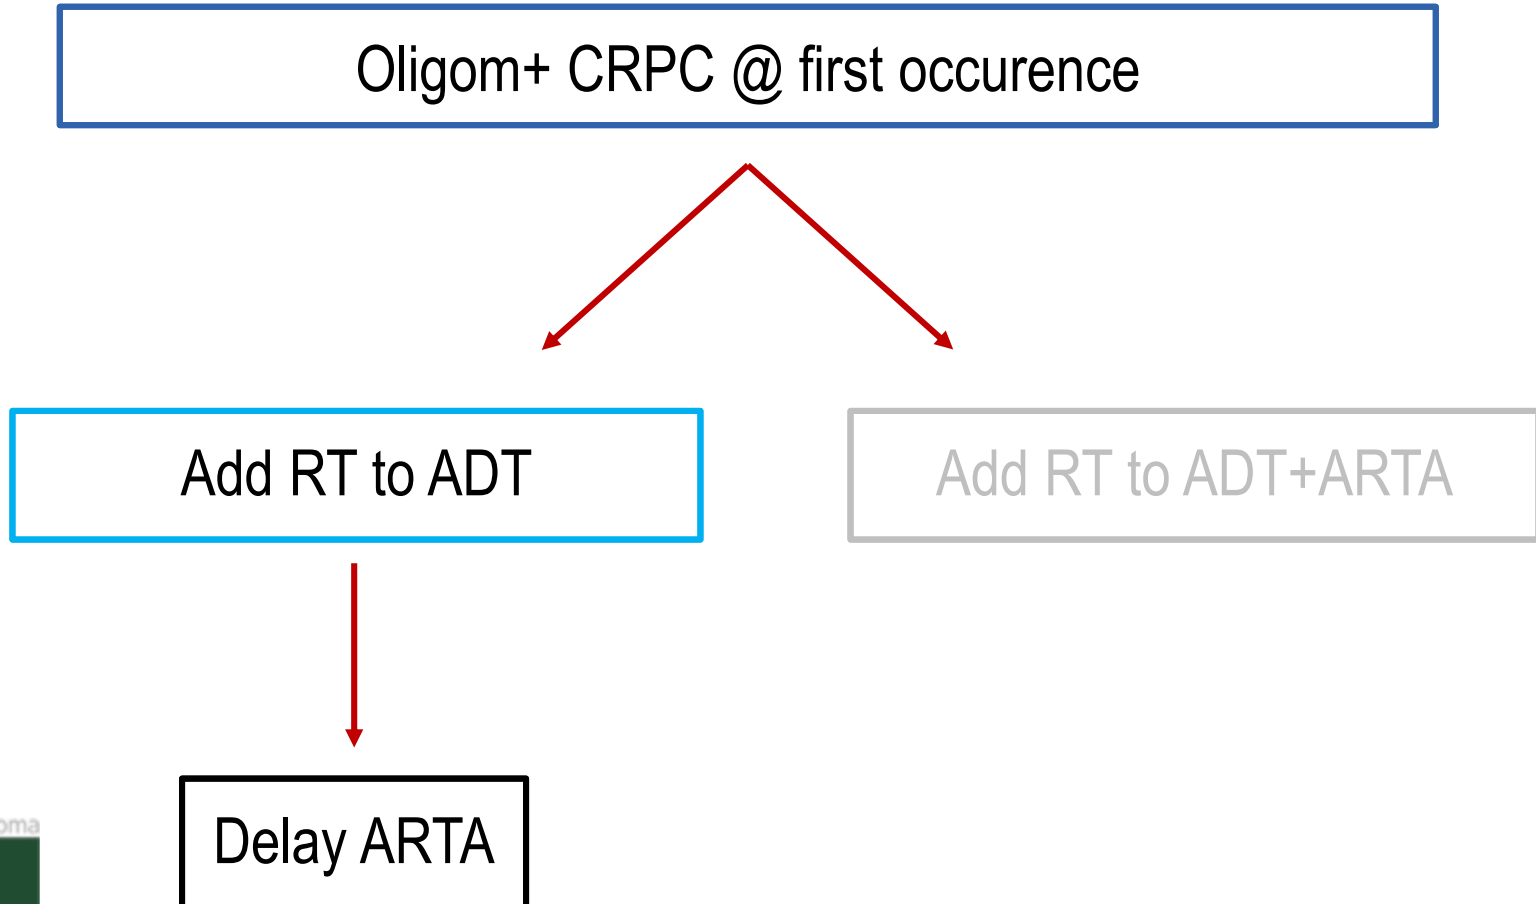 Oligom+ CRPC @ first occurence
Add RT to ADT
Add RT to ADT+ARTA
Delay ARTA